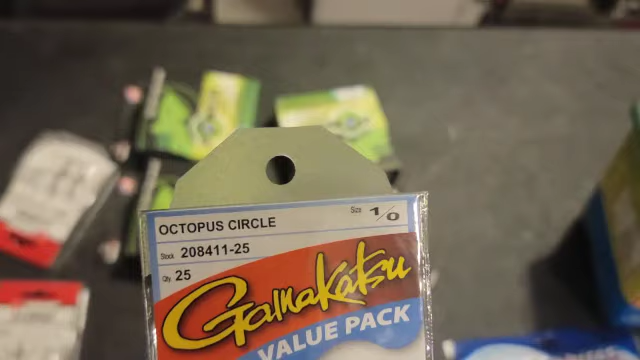 OCTOPUS CIRCLE
Size 1/0
Stock 208411-25
Qty 25
Gamakatsu
VALUE PACK